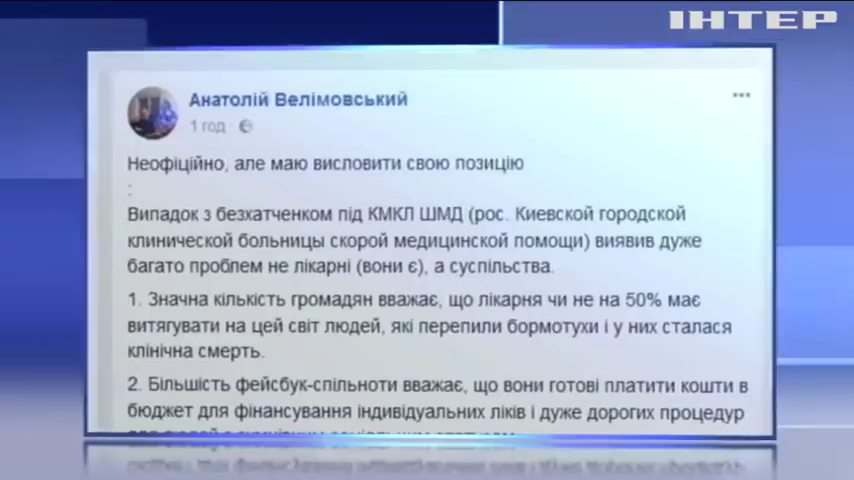 ІНТЕР
Анатолій Велімовський
1 год
Неофіційно, але маю висловити свою позицію
:
Випадок з безхатченком під КМКЛ ШМД (рос. Киевской городской
клинической больницы скорой медицинской помощи) виявив дуже
багато проблем не лікарні (вони є), а суспільства.
1. Значна кількість громадян вважає, що лікарня чи не на 50% має
витягувати на цей світ людей, які перепили бормотухи і у них сталася
клінічна смерть.
2. Більшість фейсбук-спільноти вважає, що вони готові платити кошти в
бюджет для фінансування індивідуальних ліків і дуже дорогих процедур